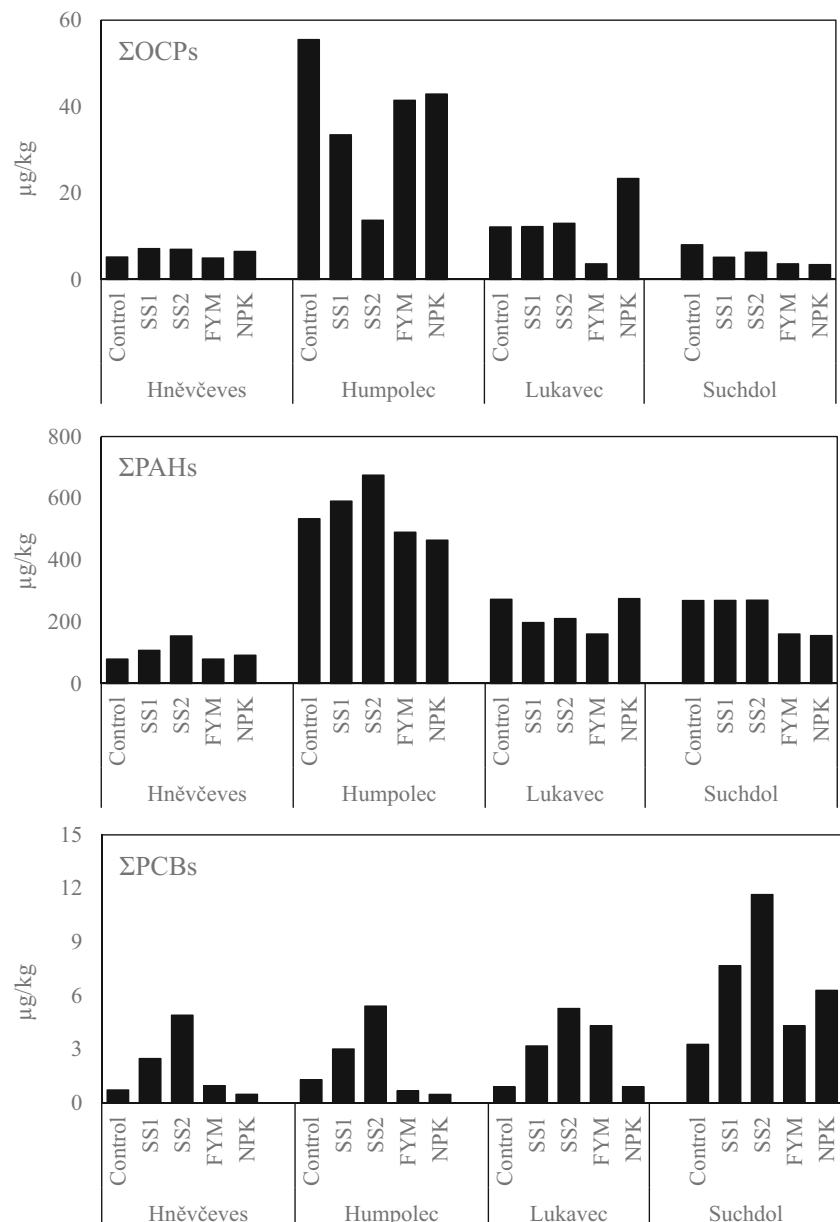 ΣOCPs
60
40
20
0
µg/kg
Control SS1 SS2 FYM NPK Control SS1 SS2 FYM NPK Control SS1 SS2 FYM NPK Control SS1 SS2 FYM NPK
Hněvčeves Humpolec Lukavec Suchdol
ΣPAHs
800
600
400
200
0
µg/kg
Control SS1 SS2 FYM NPK Control SS1 SS2 FYM NPK Control SS1 SS2 FYM NPK Control SS1 SS2 FYM NPK
Hněvčeves Humpolec Lukavec Suchdol
ΣPCBs
15
12
9
6
3
0
µg/kg
Control SS1 SS2 FYM NPK Control SS1 SS2 FYM NPK Control SS1 SS2 FYM NPK Control SS1 SS2 FYM NPK
Hněvčeves Humpolec Lukavec Suchdol